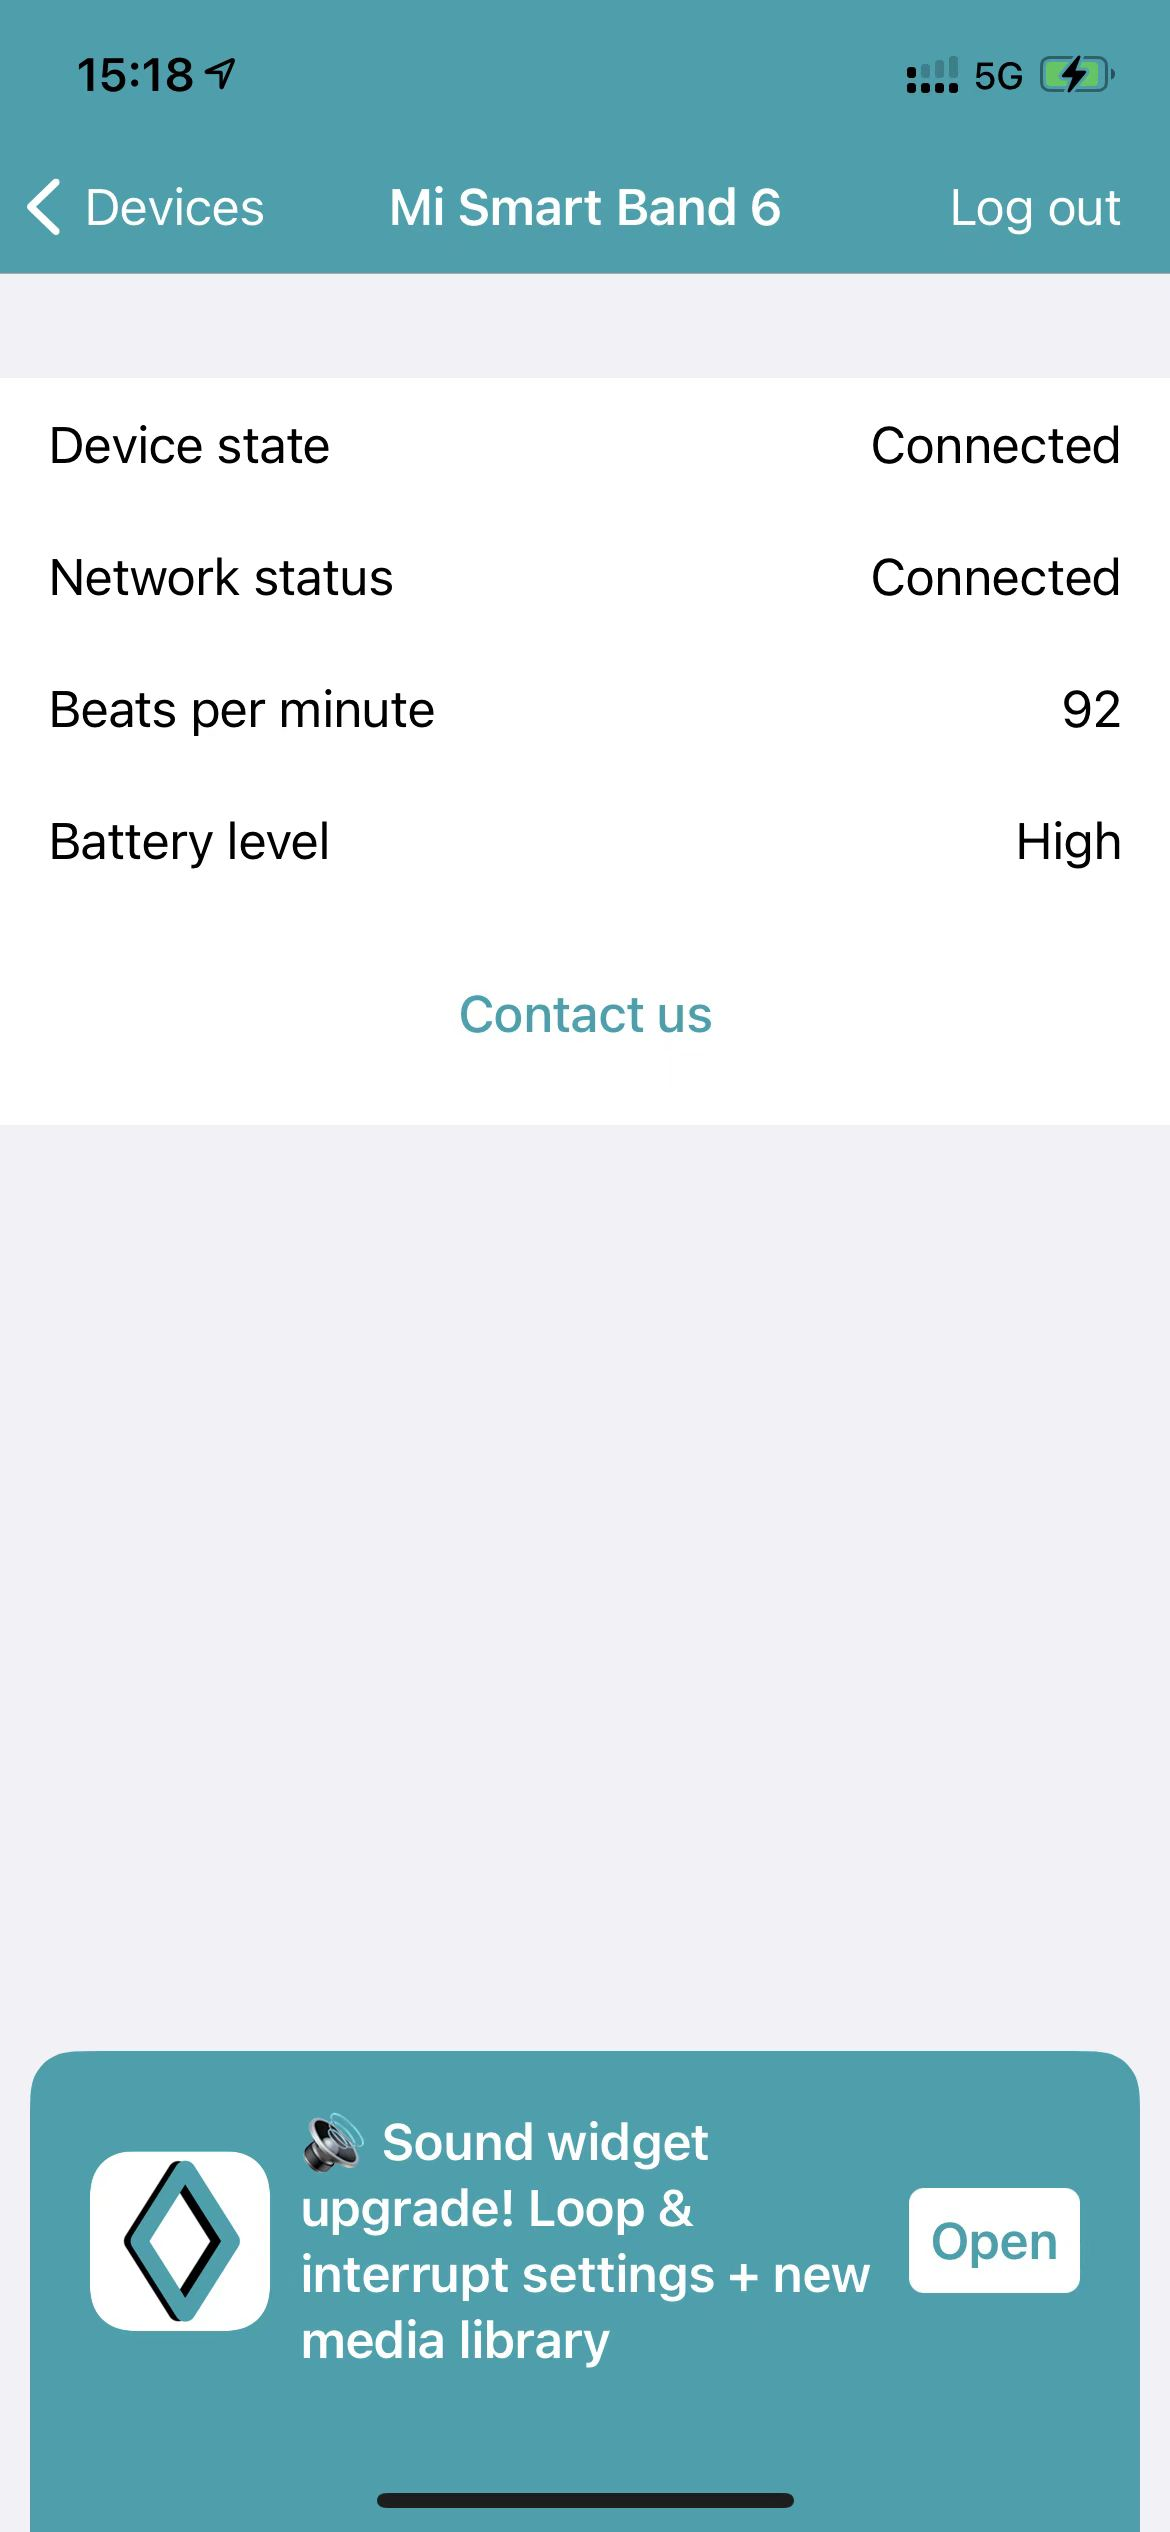 15:18 5G
Devices Mi Smart Band 6 Log out
Device state Connected
Network status Connected
Beats per minute 92
Battery level High
Contact us
🔊 Sound widget
upgrade! Loop &
interrupt settings + new
media library
Open